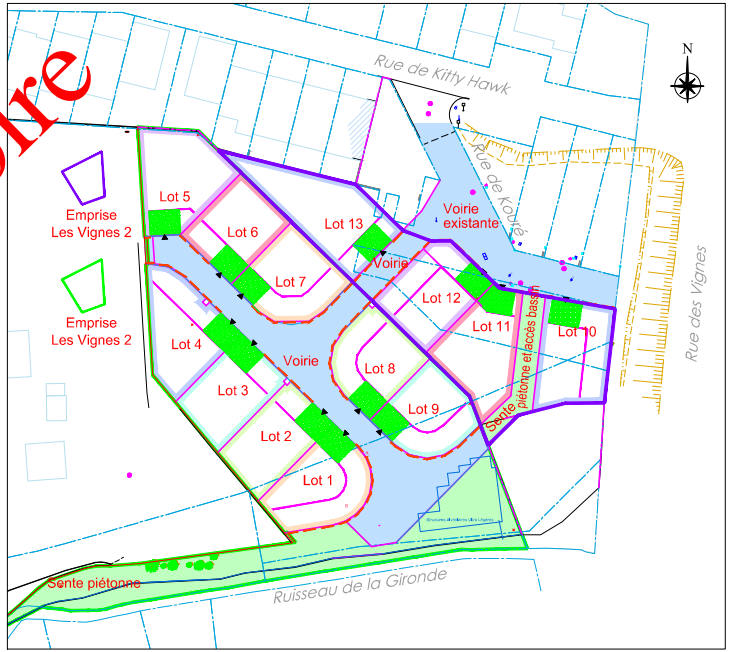 oire
Rue de Kitty Hawk
N
Rue de Kouré
Voirie
existante
Rue des Vignes
Emprise
Les Vignes 2
Emprise
Les Vignes 2
Lot 5
Lot 6
Lot 7
Lot 13
Voirie
Lot 12
Lot 11
Lot 10
Sente
piétonne et accès bassin
Lot 4
Lot 3
Lot 2
Lot 1
Voirie
Lot 8
Lot 9
Sente piétonne
Ruisseau de la Gironde